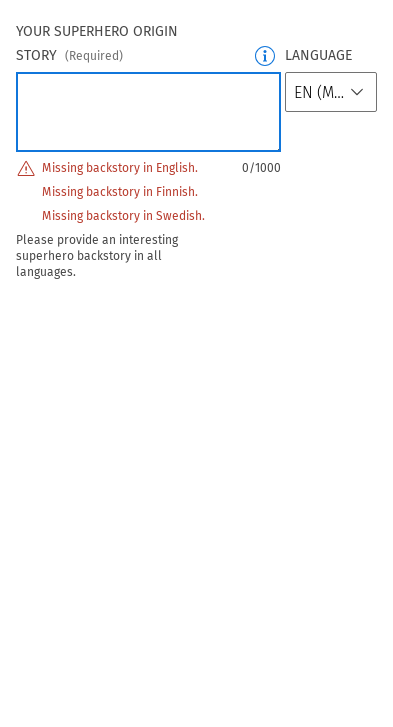 YOUR SUPERHERO ORIGIN
STORY (Required)
LANGUAGE
EN (M...
Missing backstory in English.
0/1000
Missing backstory in Finnish.
Missing backstory in Swedish.
Please provide an interesting
superhero backstory in all
languages.